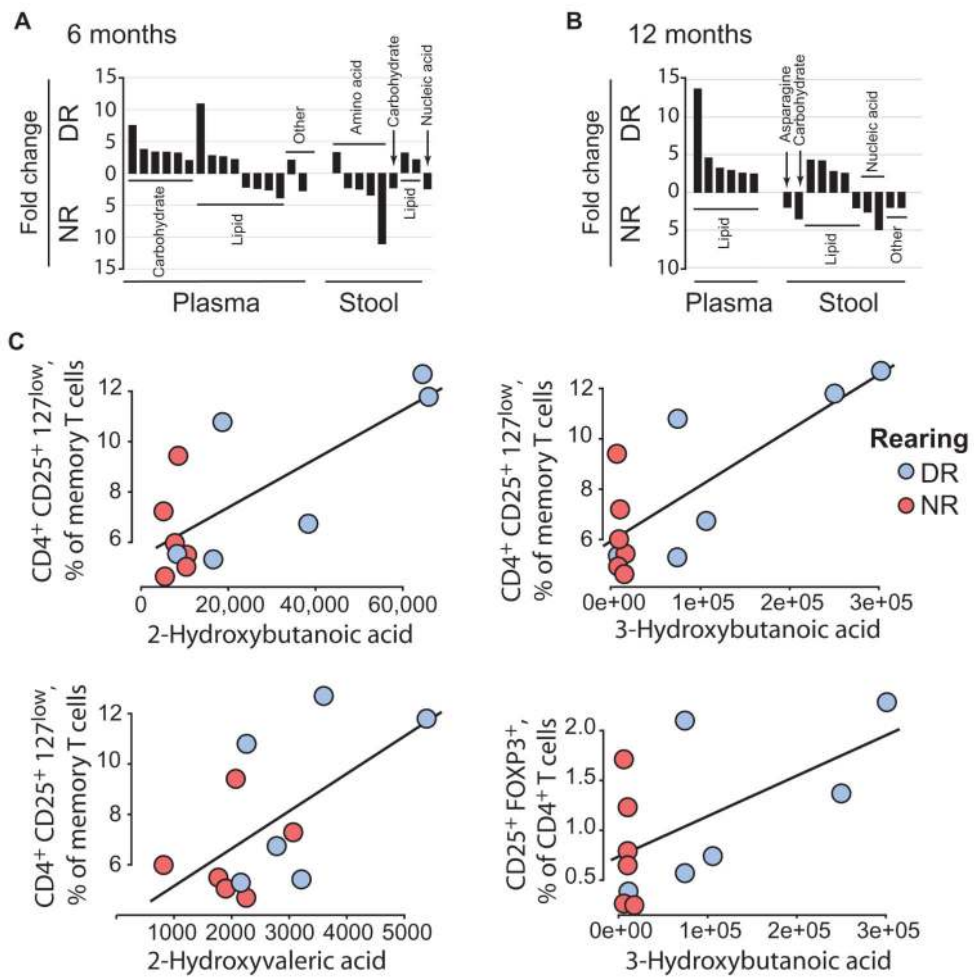 A
6 months
Fold change
DR
NR
15
10
5
0
5
10
15
Carbohydrate
Lipid
Other
Amino acid
Carbohydrate
Lipid
Nucleic acid
Plasma
Stool
B
12 months
Fold change
DR
NR
15
10
5
0
5
10
Lipid
Asparagine
Carbohydrate
Lipid
Nucleic acid
Other
Plasma
Stool
C
CD4+ CD25+ 127low,
% of memory T cells
12
10
8
6
0 20,000 40,000 60,000
2-Hydroxybutanoic acid
CD4+ CD25+ 127low,
% of memory T cells
12
10
8
6
0e+00 1e+05 2e+05 3e+05
3-Hydroxybutanoic acid
Rearing
DR
NR
CD4+ CD25+ 127low,
% of memory T cells
12
10
8
6
1000 2000 3000 4000 5000
2-Hydroxyvaleric acid
CD25+ FOXP3+,
% of CD4+ T cells
2.0
1.5
1.0
0.5
0e+00 1e+05 2e+05 3e+05
3-Hydroxybutanoic acid